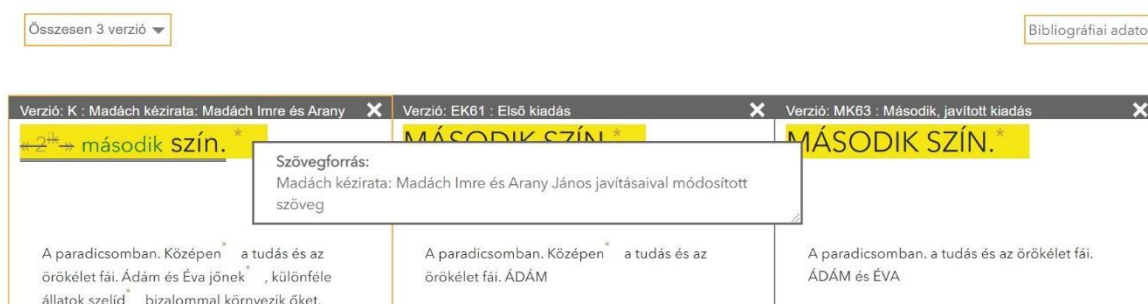 Összesen 3 verzió
Bibliográfiai adato
Verzió: K : Madách kézirata: Madách Imre és Arany
« 2ik » második szín. *
Verzió: EK61 : Első kiadás
MÁSODIK SZÍN.*
Verzió: MK63 : Második, javított kiadás
MÁSODIK SZÍN.*
Szövegforrás:
Madách kézirata: Madách Imre és Arany János javításaival módosított
szöveg
A paradicsomban. Középen* a tudás és az
örökélet fái. Ádám és Éva jőnek* , különféle
állatok szelíd* bizalommal környezik őket.
A paradicsomban. Középen* a tudás és az
örökélet fái. ÁDÁM
A paradicsomban. a tudás és az örökélet fái.
ÁDÁM és ÉVA